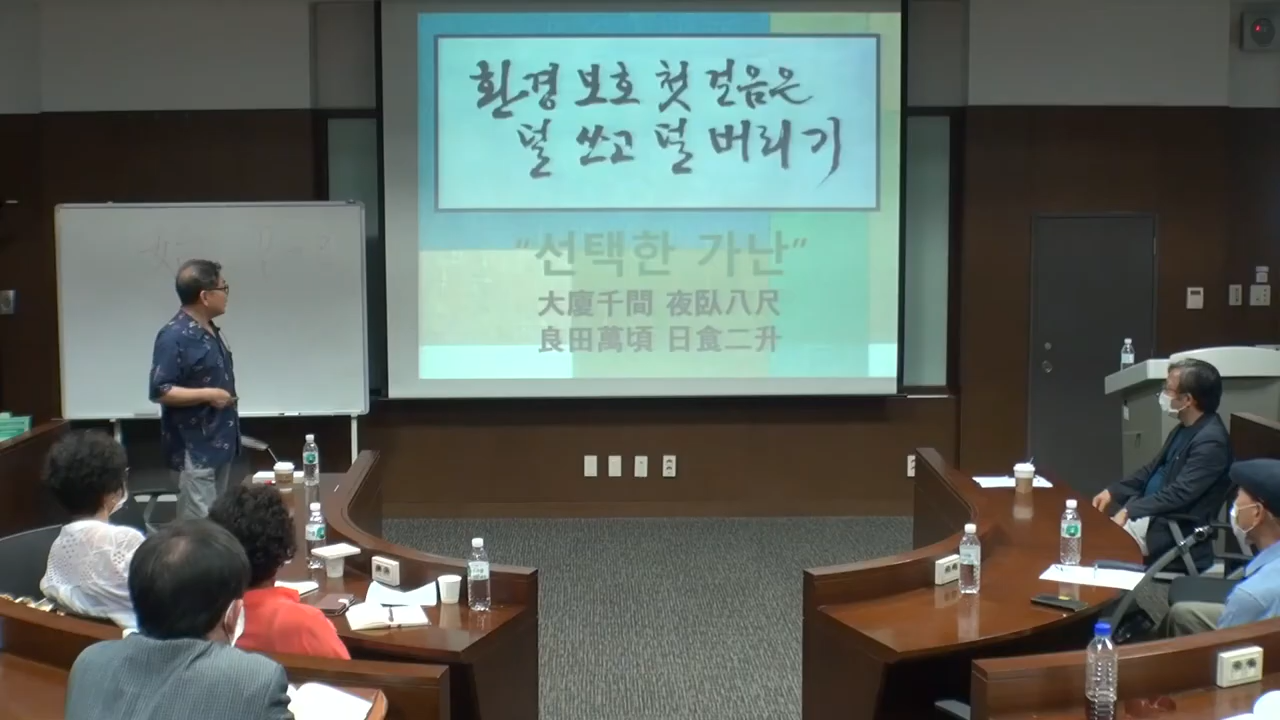 환경 보호 첫 걸음은
덜 쓰고 덜 버리기
“선택한 가난”
大廈千間 夜臥八尺
良田萬頃 日食二升